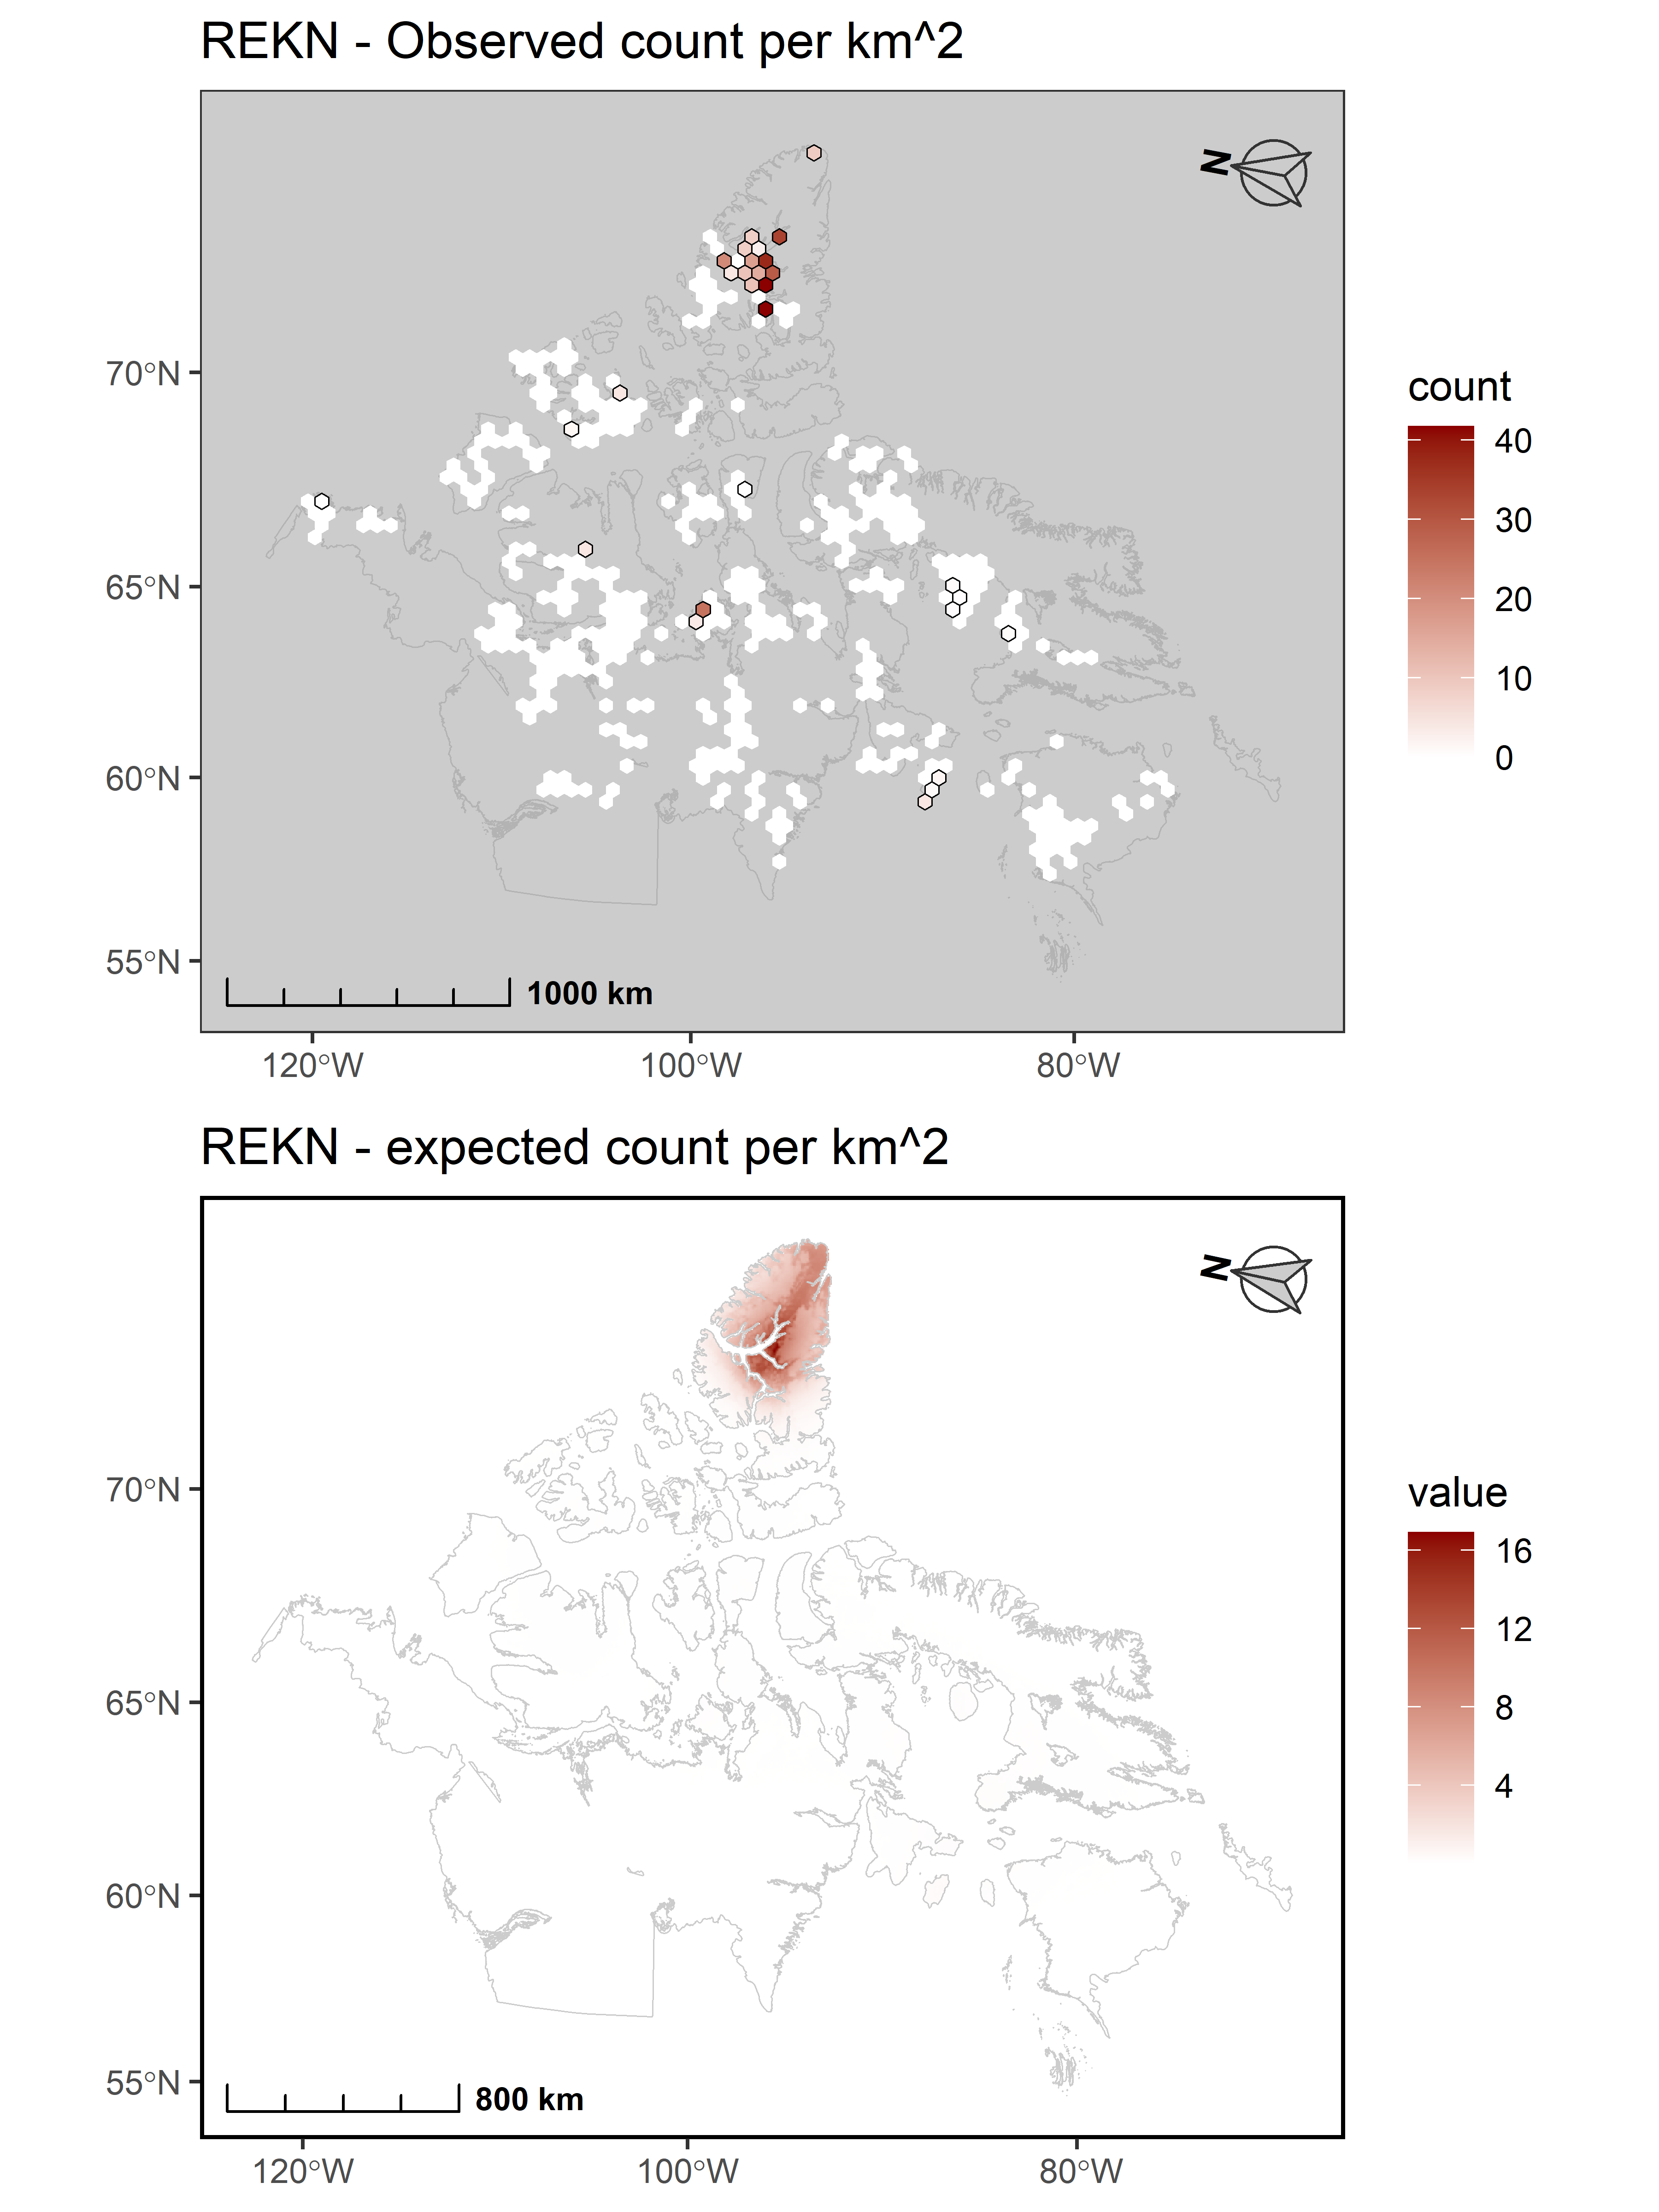 REKN - Observed count per km^2
N
70°N
65°N
60°N
55°N
1000 km
120°W
100°W
80°W
count
40
30
20
10
0
REKN - expected count per km^2
N
70°N
65°N
60°N
55°N
800 km
120°W
100°W
80°W
value
16
12
8
4